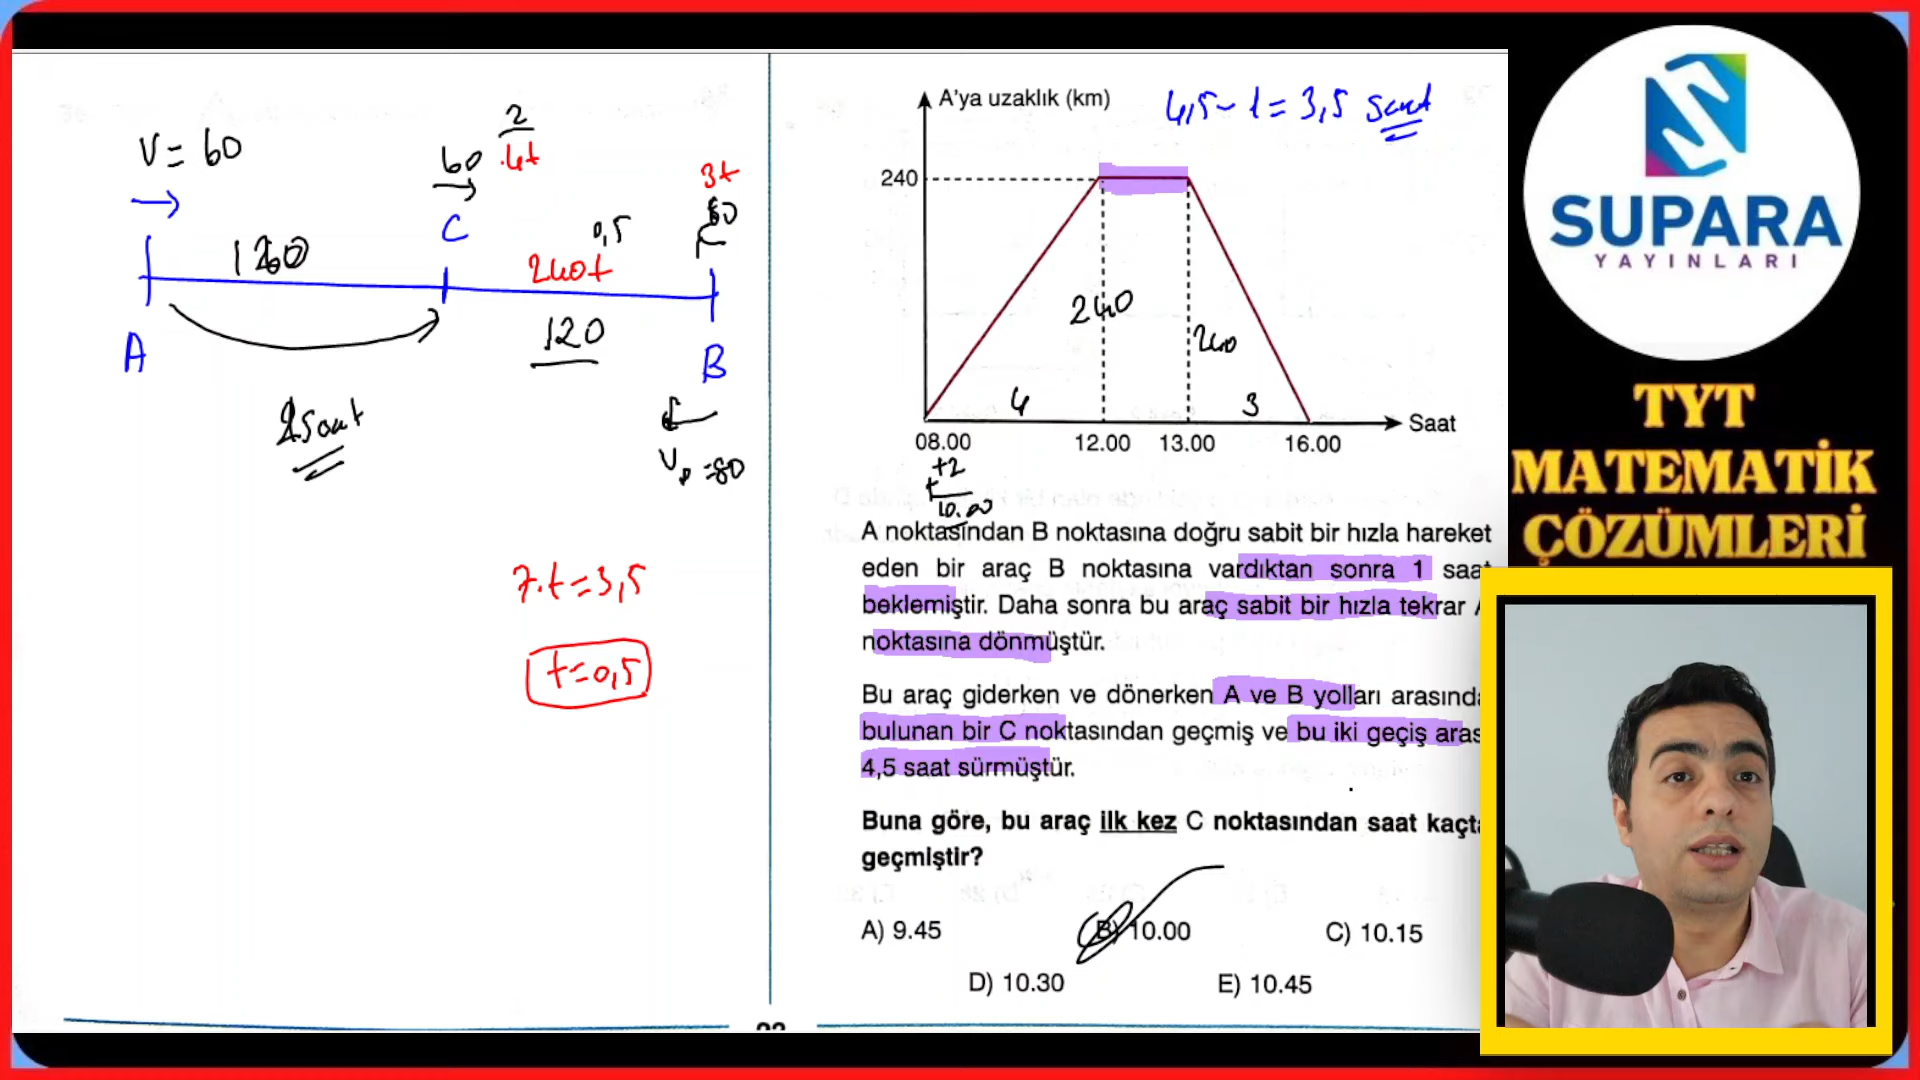 V = 60
60
2
4t
3t
80
C
120
0,5
240t
120
A
B
2 saat
V = 80
7.t = 3,5
t = 0,5
A'ya uzaklık (km)
4,5 - 1 = 3,5 saat
240
240
240
4
3
Saat
08.00
12.00
13.00
16.00
+2
10.00
A noktasından B noktasına doğru sabit bir hızla hareket
eden bir araç B noktasına vardıktan sonra 1 saat
beklemiştir. Daha sonra bu araç sabit bir hızla tekrar A
noktasına dönmüştür.
Bu araç giderken ve dönerken A ve B yolları arasında
bulunan bir C noktasından geçmiş ve bu iki geçiş aras
4,5 saat sürmüştür.
Buna göre, bu araç ilk kez C noktasından saat kaçta
geçmiştir?
A) 9.45
B) 10.00
C) 10.15
D) 10.30
E) 10.45
SUPARA
YAYINLARI
TYT
MATEMATİK
ÇÖZÜMLERİ